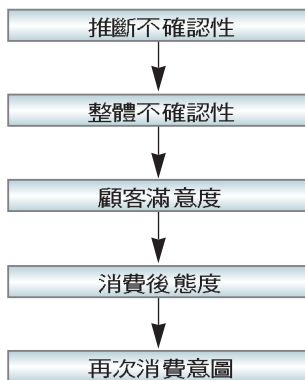 推斷不確認性
整體不確認性
顧客滿意度
消費後態度
再次消費意圖